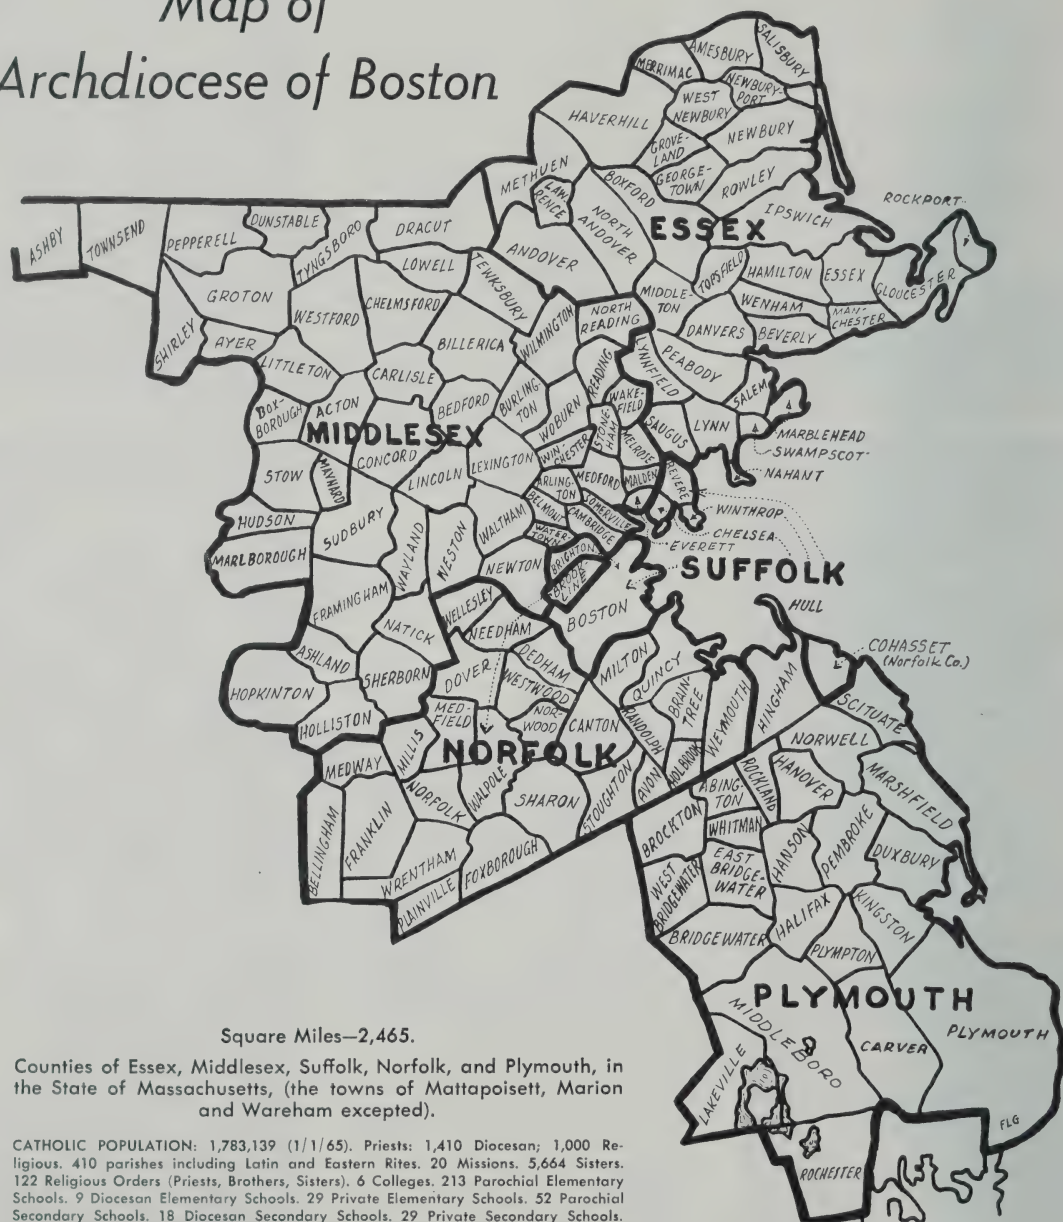 Map of
Archdiocese of Boston
SALISBURY
AMESBURY
MERRIMAC
NEWBURY-
PORT
WEST
NEWBURY
HAVERHILL
NEWBURY
GROVE-
LAND
GEORGE-
TOWN
ROWLEY
METHUEN
LAW-
RENCE
BOXFORD
IPSWICH
ROCKPORT
NORTH
ANDOVER
ESSEX
ASHBY
TOWNSEND
PEPPERELL
DUNSTABLE
TYNGSBORO
DRACUT
LOWELL
ANDOVER
TEWKSBURY
TOPSFIELD
HAMILTON
ESSEX
GLOUCESTER
MIDDLE-
TON
WENHAM
MAN-
CHESTER
GROTON
WESTFORD
CHELMSFORD
WILMINGTON
NORTH
READING
DANVERS
BEVERLY
SHIRLEY
AYER
LITTLETON
BILLERICA
READING
LYNNFIELD
PEABODY
CARLISLE
BURLING-
TON
WOBURN
WAKE-
FIELD
SALEM
BOX-
BOROUGH
ACTON
BEDFORD
STONE-
HAM
SAUGUS
LYNN
MIDDLESEX
CONCORD
LEXINGTON
WIN-
CHESTER
MELROSE
MARBLEHEAD
SWAMPSCOT
NAHANT
STOW
MAYNARD
LINCOLN
ARLING-
TON
MEDFORD
MALDEN
REVERE
BELMONT
SOMERVILLE
CAMBRIDGE
WINTHROP
HUDSON
SUDBURY
WAYLAND
WESTON
WALTHAM
WATER-
TOWN
CHELSEA
EVERETT
MARLBOROUGH
NEWTON
BRIGHTON
BROOK-
LINE
SUFFOLK
FRAMINGHAM
NATICK
WELLESLEY
NEEDHAM
BOSTON
HULL
ASHLAND
SHERBORN
DOVER
DEDHAM
WESTWOOD
MILTON
QUINCY
COHASSET
(Norfolk Co.)
HOPKINTON
HOLLISTON
MED-
FIELD
NOR-
WOOD
CANTON
RANDOLPH
BRAIN-
TREE
WEYMOUTH
HINGHAM
SCITUATE
MEDWAY
MILLIS
NORFOLK
NORWELL
NORFOLK
WALPOLE
SHARON
STOUGHTON
AVON
HOLBROOK
ROCKLAND
HANOVER
MARSHFIELD
ABING-
TON
BELLINGHAM
FRANKLIN
BROCKTON
WHITMAN
HANSON
PEMBROKE
DUXBURY
WRENTHAM
FOXBOROUGH
PLAINVILLE
WEST
BRIDGEWATER
EAST
BRIDGE-
WATER
BRIDGEWATER
HALIFAX
KINGSTON
PLYMPTON
PLYMOUTH
MIDDLEBORO
CARVER
PLYMOUTH
LAKEVILLE
ROCHESTER
FLG
Square Miles—2,465.
Counties of Essex, Middlesex, Suffolk, Norfolk, and Plymouth, in
the State of Massachusetts, (the towns of Mattapoisett, Marion
and Wareham excepted).
CATHOLIC POPULATION: 1,783,139 (1/1/65). Priests: 1,410 Diocesan; 1,000 Re-
ligious. 410 parishes including Latin and Eastern Rites. 20 Missions. 5,664 Sisters.
122 Religious Orders (Priests, Brothers, Sisters). 6 Colleges. 213 Parochial Elementary
Schools. 9 Diocesan Elementary Schools. 29 Private Elementary Schools. 52 Parochial
Secondary Schools. 18 Diocesan Secondary Schools. 29 Private Secondary Schools.